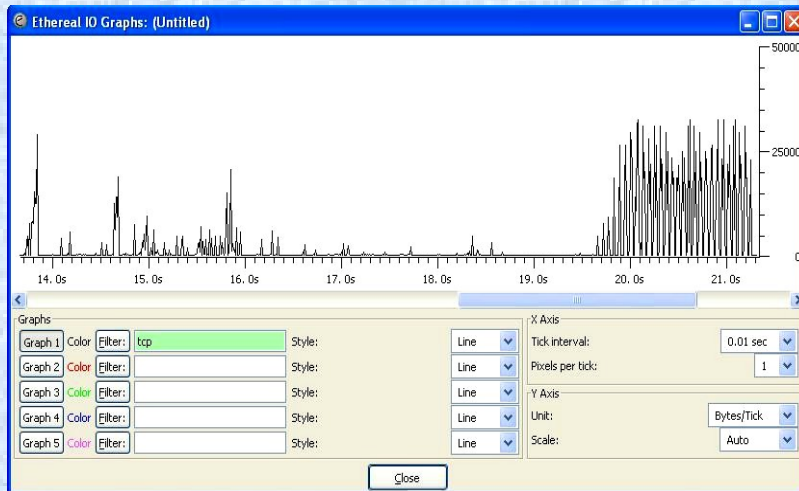 Ethereal IO Graphs: (Untitled)
50000
25000
0
14.0s 15.0s 16.0s 17.0s 18.0s 19.0s 20.0s 21.0s
Graphs
Graph 1 Color Filter: tcp Style: Line
Graph 2 Color Filter: Style: Line
Graph 3 Color Filter: Style: Line
Graph 4 Color Filter: Style: Line
Graph 5 Color Filter: Style: Line
X Axis
Tick interval: 0.01 sec
Pixels per tick: 1
Y Axis
Unit: Bytes/Tick
Scale: Auto
Close